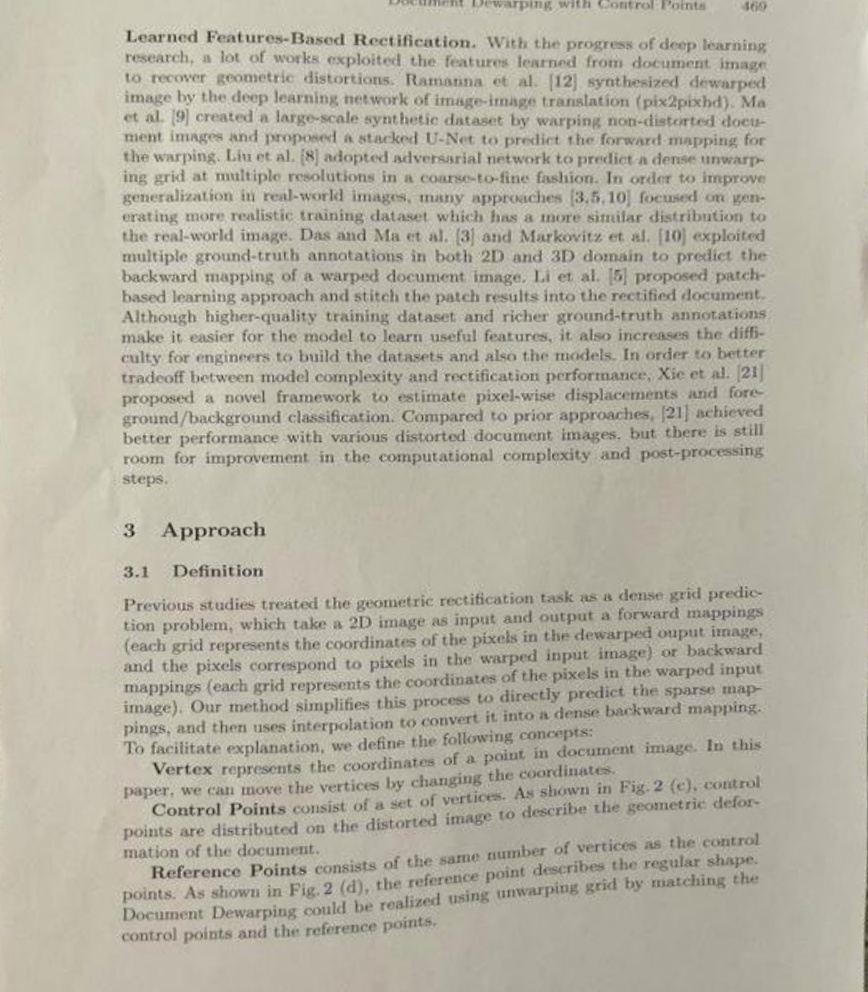 Document Dewarping with Control Points 469
Learned Features-Based Rectification. With the progress of deep learning
research, a lot of works exploited the features learned from document image
to recover geometric distortions. Ramanna et al. [12] synthesized dewarped
image by the deep learning network of image-image translation (pix2pixhd). Ma
et al. [9] created a large-scale synthetic dataset by warping non-distorted docu-
ment images and proposed a stacked U-Net to predict the forward mapping for
the warping. Liu et al. [8] adopted adversarial network to predict a dense unwarp-
ing grid at multiple resolutions in a coarse-to-fine fashion. In order to improve
generalization in real-world images, many approaches [3,5,10] focused on gen-
erating more realistic training dataset which has a more similar distribution to
the real-world image. Das and Ma et al. [3] and Markovitz et al. [10] exploited
multiple ground-truth annotations in both 2D and 3D domain to predict the
backward mapping of a warped document image. Li et al. [5] proposed patch-
based learning approach and stitch the patch results into the rectified document.
Although higher-quality training dataset and richer ground-truth annotations
make it easier for the model to learn useful features, it also increases the diffi-
culty for engineers to build the datasets and also the models. In order to better
tradeoff between model complexity and rectification performance, Xie et al. [21]
proposed a novel framework to estimate pixel-wise displacements and fore-
ground/background classification. Compared to prior approaches, [21] achieved
better performance with various distorted document images, but there is still
room for improvement in the computational complexity and post-processing
steps.
3 Approach
3.1 Definition
Previous studies treated the geometric rectification task as a dense grid predic-
tion problem, which take a 2D image as input and output a forward mappings
(each grid represents the coordinates of the pixels in the dewarped ouput image,
and the pixels correspond to pixels in the warped input image) or backward
mappings (each grid represents the coordinates of the pixels in the warped input
image). Our method simplifies this process to directly predict the sparse map-
pings, and then uses interpolation to convert it into a dense backward mapping.
To facilitate explanation, we define the following concepts:
Vertex represents the coordinates of a point in document image. In this
paper, we can move the vertices by changing the coordinates.
Control Points consist of a set of vertices. As shown in Fig. 2 (c), control
points are distributed on the distorted image to describe the geometric defor-
mation of the document.
Reference Points consists of the same number of vertices as the control
points. As shown in Fig. 2 (d), the reference point describes the regular shape.
Document Dewarping could be realized using unwarping grid by matching the
control points and the reference points.